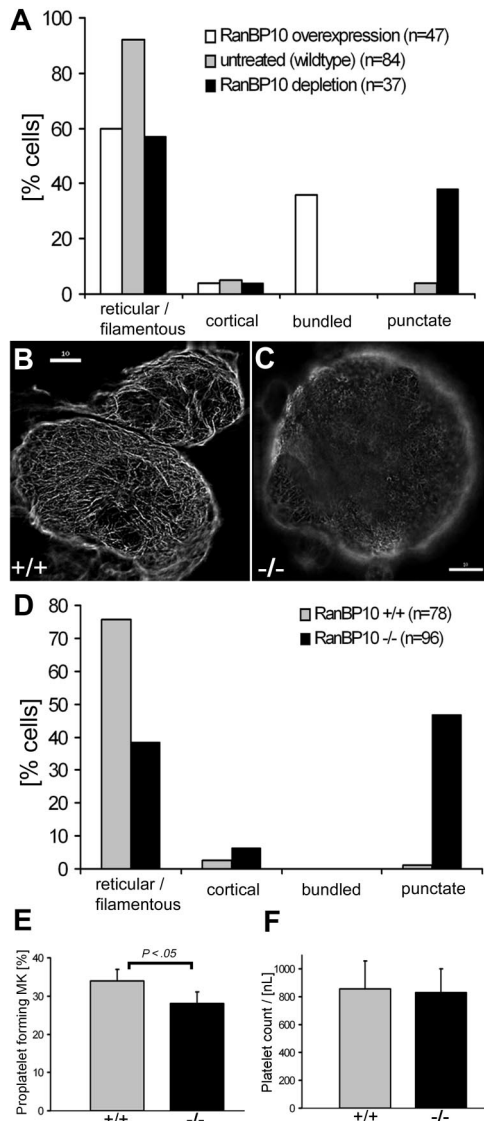 A
RanBP10 overexpression (n=47)
untreated (wildtype) (n=84)
RanBP10 depletion (n=37)
[% cells]
100
80
60
40
20
0
reticular / filamentous
cortical
bundled
punctate
B
10
+/+
C
10
-/-
D
RanBP10 +/+ (n=78)
RanBP10 -/- (n=96)
[% cells]
80
70
60
50
40
30
20
10
0
reticular / filamentous
cortical
bundled
punctate
E
Proplatelet forming MK [%]
P < .05
40
30
20
10
0
+/+
-/-
F
Platelet count / [nL]
1000
800
600
400
200
0
+/+
-/-